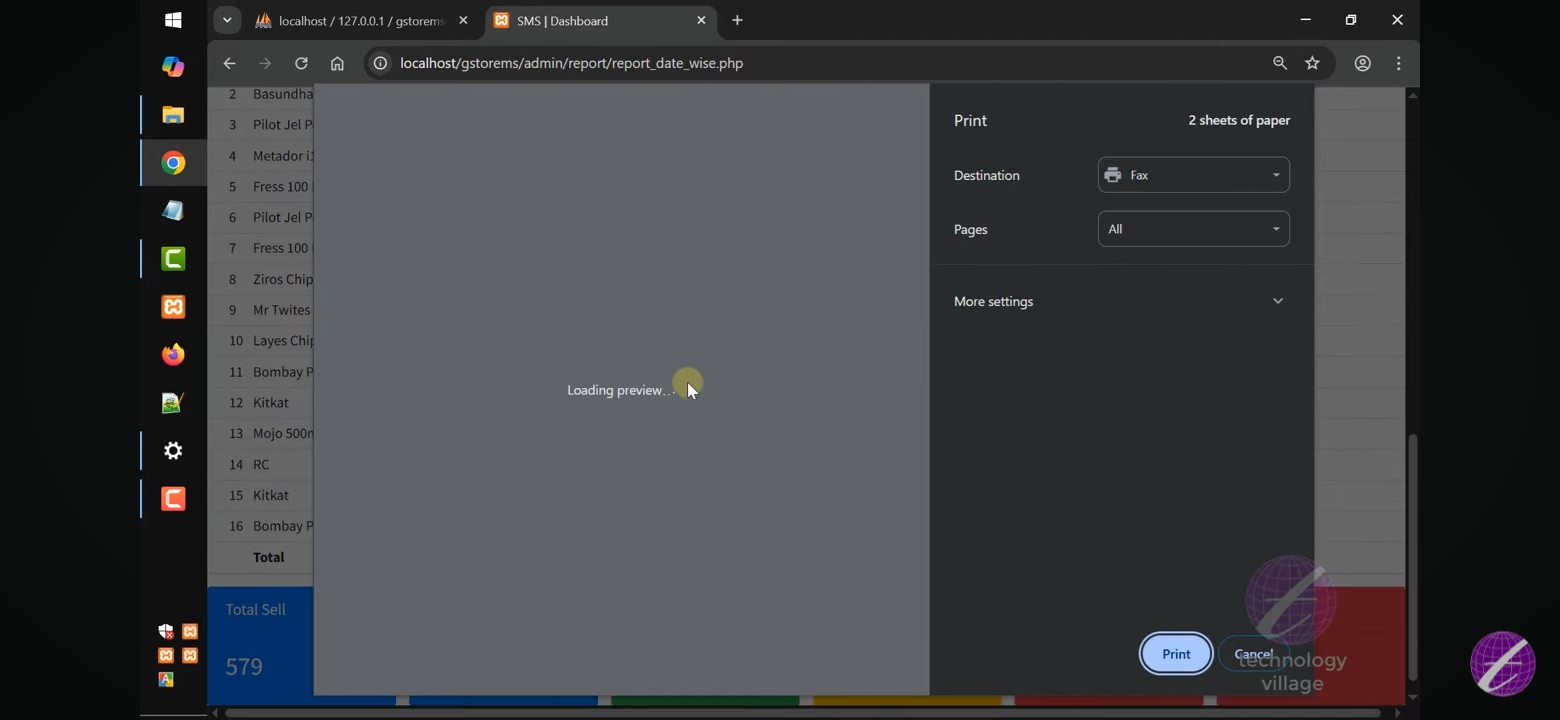 localhost / 127.0.0.1 / gstorems
SMS | Dashboard
localhost/gstorems/admin/report/report_date_wise.php
2 Basundha
3 Pilot Jel P
4 Metador i1
5 Fress 100
6 Pilot Jel P
7 Fress 100
8 Ziros Chip
9 Mr Twites
10 Layes Chip
11 Bombay P
12 Kitkat
13 Mojo 500m
14 RC
15 Kitkat
16 Bombay P
Total
Total Sell
579
Loading preview...
Print
2 sheets of paper
Destination
Fax
Pages
All
More settings
Print
Cancel
technology
village